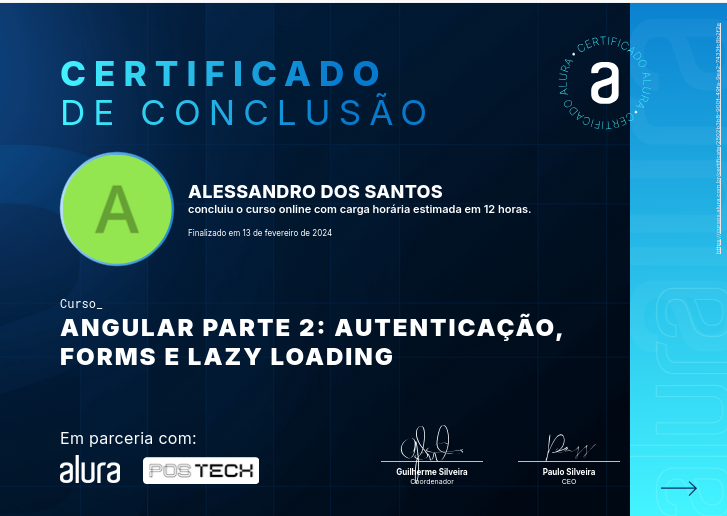 CERTIFICADO
DE CONCLUSÃO
CERTIFICADO ALURA • CERTIFICADO ALURA •
a
A
ALESSANDRO DOS SANTOS
concluiu o curso online com carga horária estimada em 12 horas.
Finalizado em 13 de fevereiro de 2024
Curso_
ANGULAR PARTE 2: AUTENTICAÇÃO,
FORMS E LAZY LOADING
Em parceria com:
alura
POS TECH
Guilherme Silveira
Coordenador
Paulo Silveira
CEO
alura